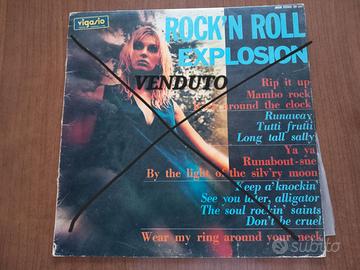 vigasio
ROCK'N ROLL
EXPLOSION
VENDUTO
Rip it up
Mambo rock
around the clock
Runaway
Tutti frutti
Long tall sally
Ya ya
Runabout-sue
By the light of the silv'ry moon
Keep a'knockin'
See you later, alligator
The soul rockin' saints
Don't be cruel
Wear my ring around your neck
subito